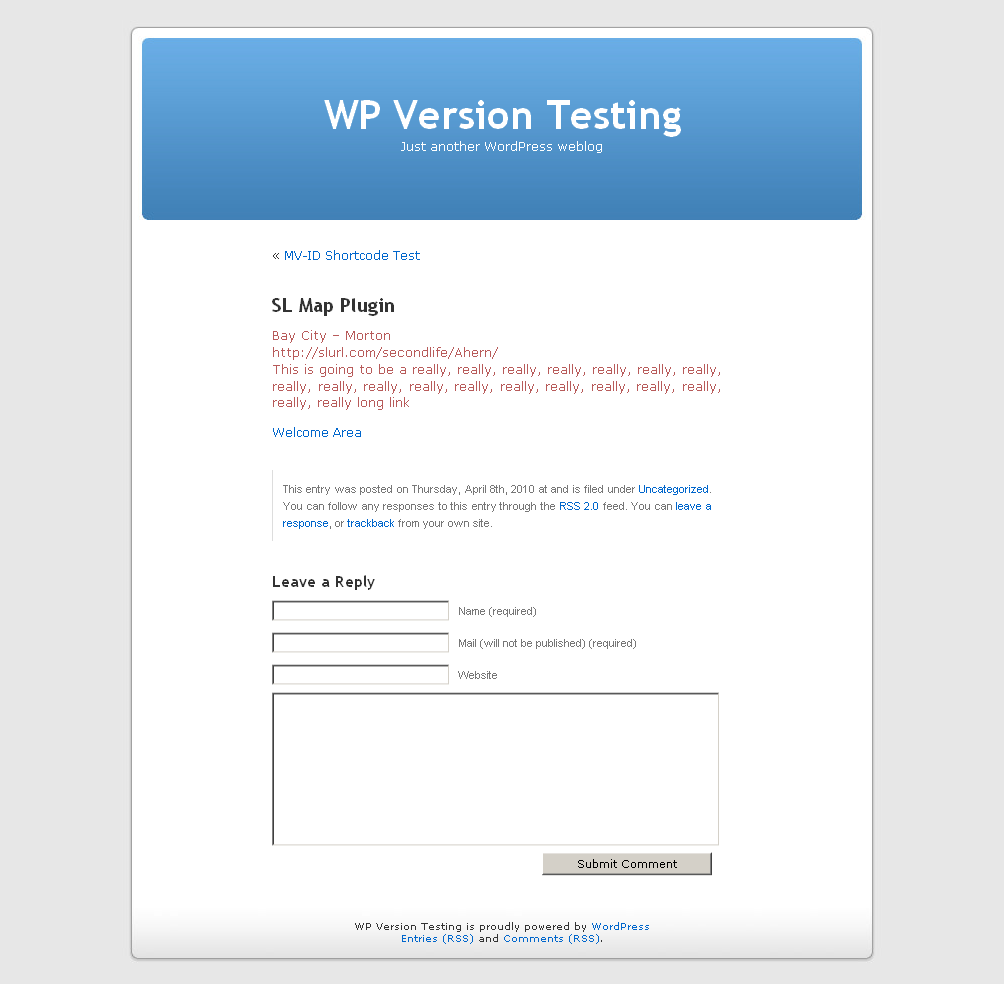 WP Version Testing
Just another WordPress weblog
« MV-ID Shortcode Test
SL Map Plugin
Bay City – Morton
http://slurl.com/secondlife/Ahern/
This is going to be a really, really, really, really, really, really, really,
really, really, really, really, really, really, really, really, really, really,
really, really long link
Welcome Area
This entry was posted on Thursday, April 8th, 2010 at and is filed under Uncategorized.
You can follow any responses to this entry through the RSS 2.0 feed. You can leave a
response, or trackback from your own site.
Leave a Reply
Name (required)
Mail (will not be published) (required)
Website
Submit Comment
WP Version Testing is proudly powered by WordPress
Entries (RSS) and Comments (RSS).